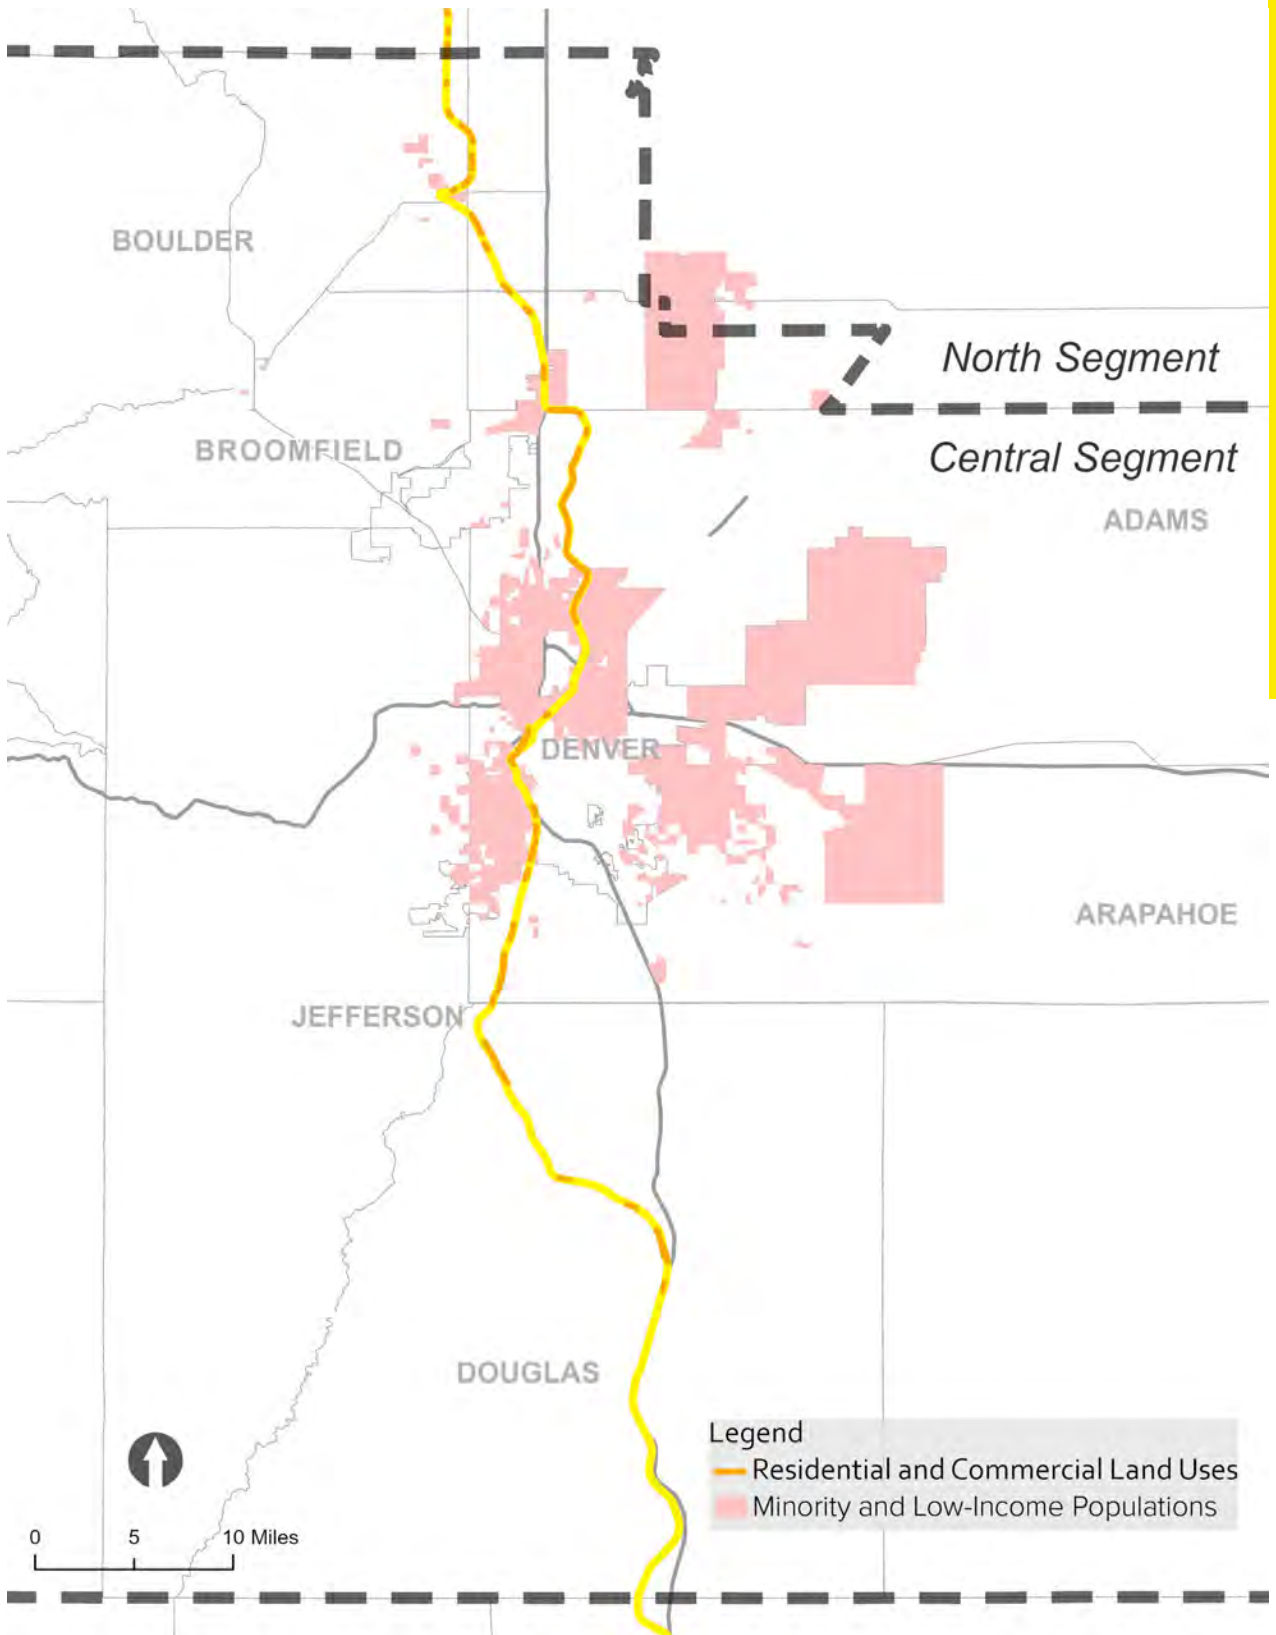 BOULDER
North Segment
BROOMFIELD
Central Segment
ADAMS
DENVER
ARAPAHOE
JEFFERSON
DOUGLAS
Legend
Residential and Commercial Land Uses
Minority and Low-Income Populations
0 5 10 Miles